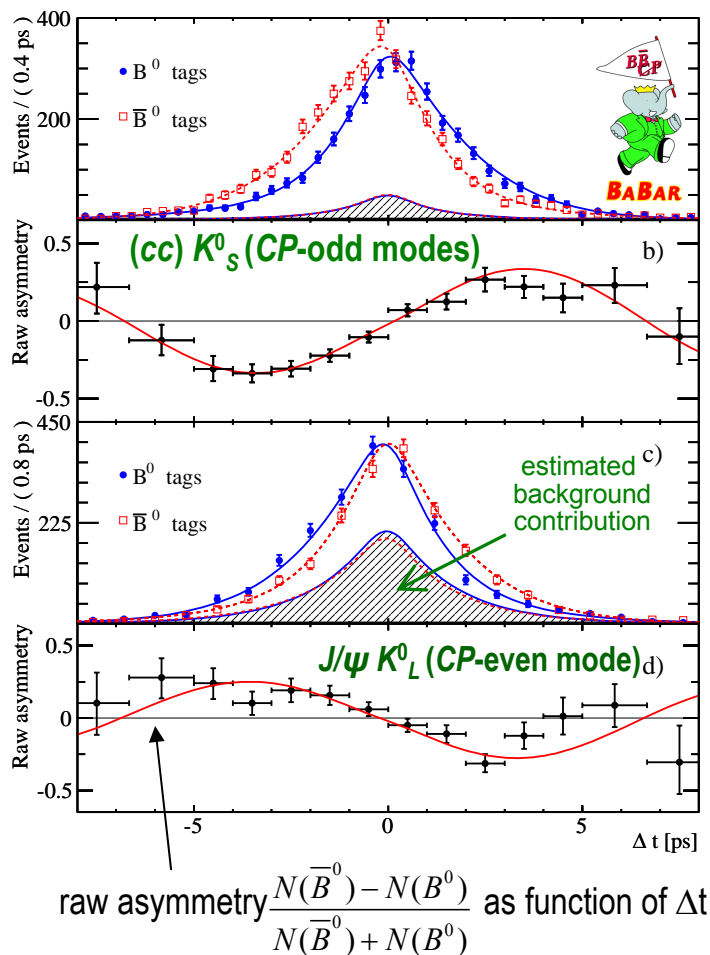 400
200
0
Events / ( 0.4 ps )
B⁰ tags
B̅⁰ tags
BB̅
CP
BABAR
0.5
0
-0.5
Raw asymmetry
(cc) K⁰S (CP-odd modes)
b)
450
225
Events / ( 0.8 ps )
B⁰ tags
B̅⁰ tags
c)
estimated
background
contribution
0.5
0
-0.5
Raw asymmetry
J/ψ K⁰L (CP-even mode)
d)
-5 0 5
Δ t [ps]
raw asymmetry (N(B̅⁰) − N(B⁰)) / (N(B̅⁰) + N(B⁰)) as function of Δt